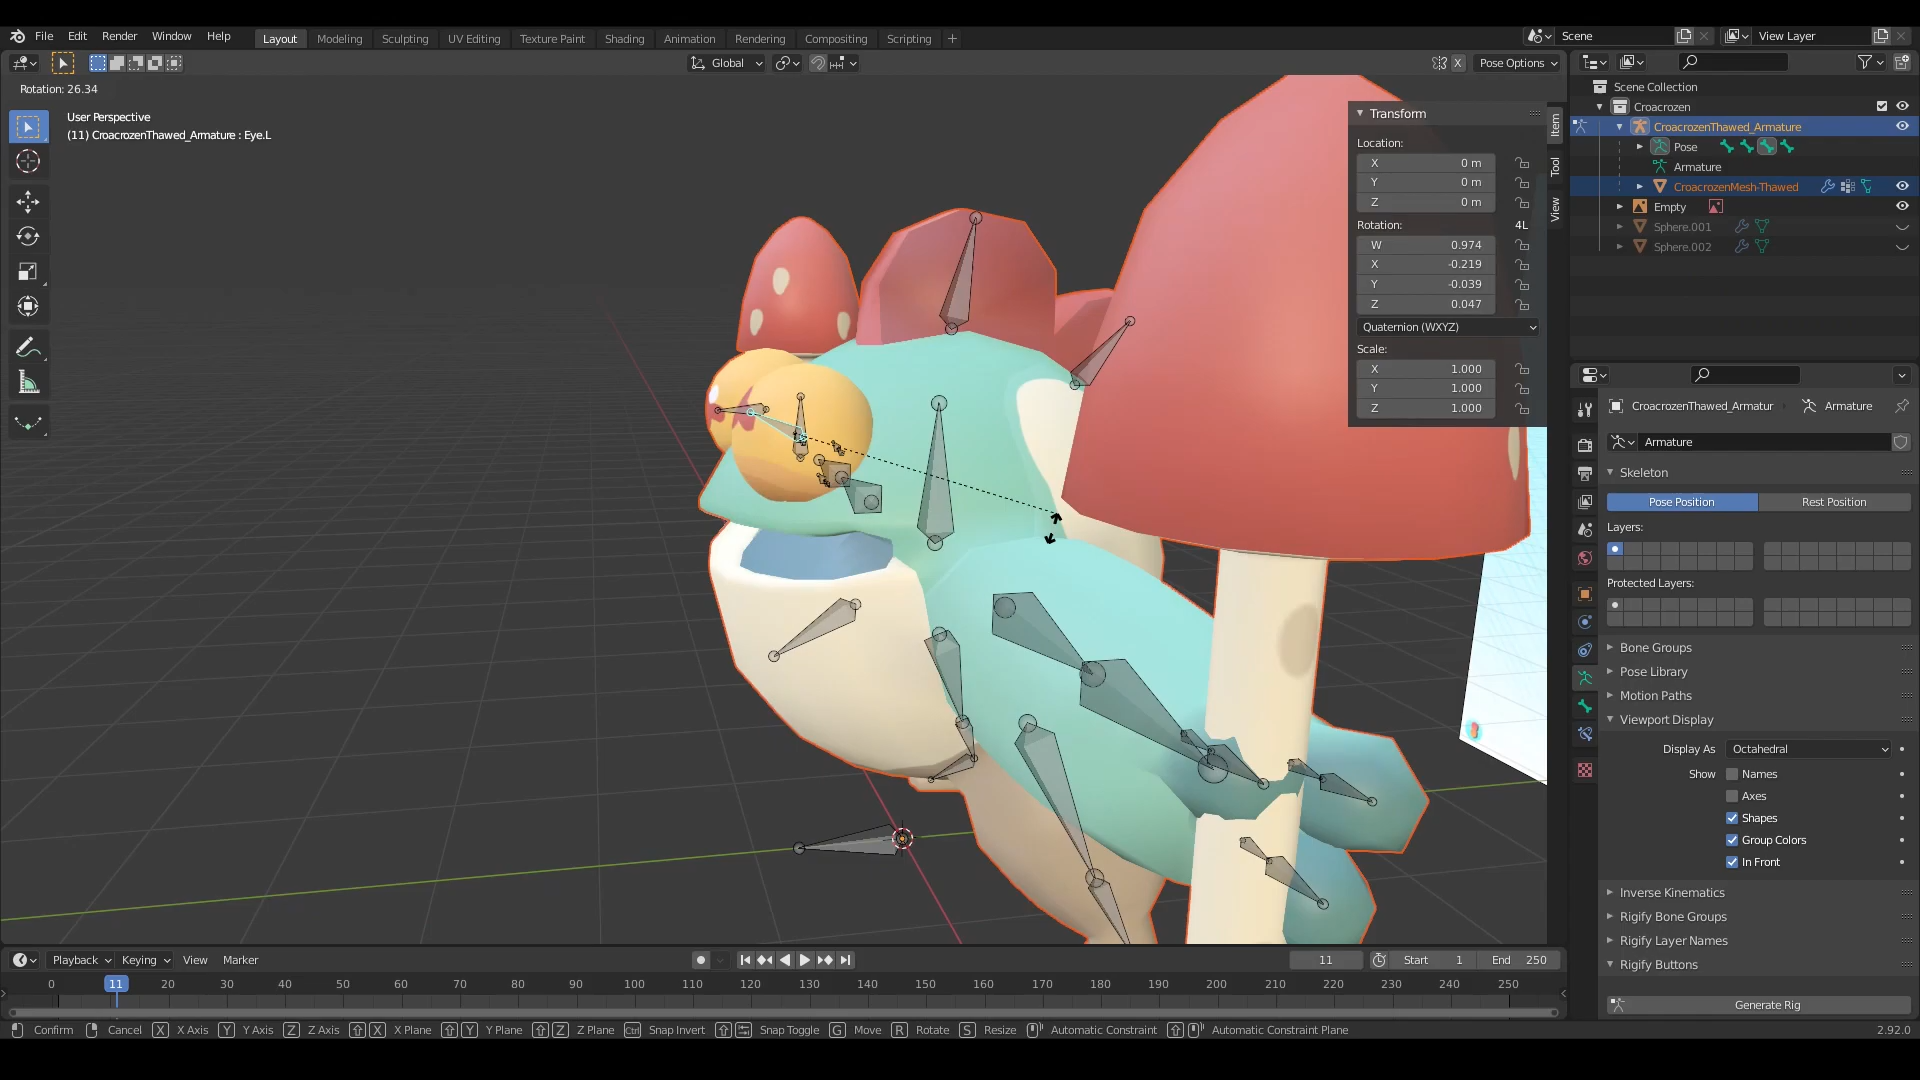 File Edit Render Window Help Layout Modeling Sculpting UV Editing Texture Paint Shading Animation Rendering Compositing Scripting + Scene View Layer
Global X Pose Options
Rotation: 26.34
User Perspective
(11) CroacrozenThawed_Armature : Eye.L
Transform
Location:
X 0 m
Y 0 m
Z 0 m
Rotation: 4L
W 0.974
X -0.219
Y -0.039
Z 0.047
Quaternion (WXYZ)
Scale:
X 1.000
Y 1.000
Z 1.000
Item
Tool
View
Scene Collection
Croacrozen
CroacrozenThawed_Armature
Pose
Armature
CroacrozenMesh-Thawed
Empty
Sphere.001
Sphere.002
CroacrozenThawed_Armatur Armature
Armature
Skeleton
Pose Position Rest Position
Layers:
Protected Layers:
Bone Groups
Pose Library
Motion Paths
Viewport Display
Display As Octahedral
Show Names
Axes
Shapes
Group Colors
In Front
Inverse Kinematics
Rigify Bone Groups
Rigify Layer Names
Rigify Buttons
Generate Rig
Playback Keying View Marker 11 Start 1 End 250
0 11 20 30 40 50 60 70 80 90 100 110 120 130 140 150 160 170 180 190 200 210 220 230 240 250
Confirm Cancel X X Axis Y Y Axis Z Z Axis X X Plane Y Y Plane Z Z Plane Ctrl Snap Invert Snap Toggle G Move R Rotate S Resize Automatic Constraint Automatic Constraint Plane 2.92.0